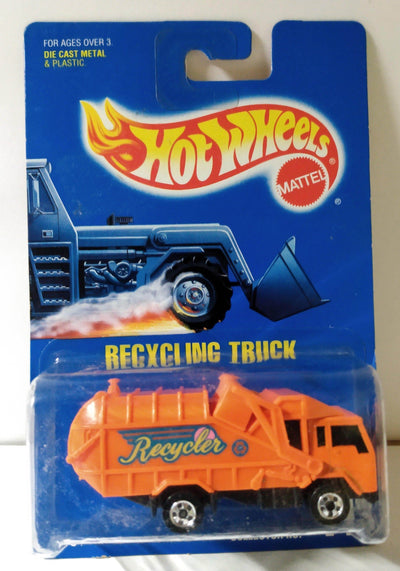 FOR AGES OVER 3.
DIE CAST METAL
& PLASTIC.
HOT WHEELS®
MATTEL
®
RECYCLING TRUCK
Recycler